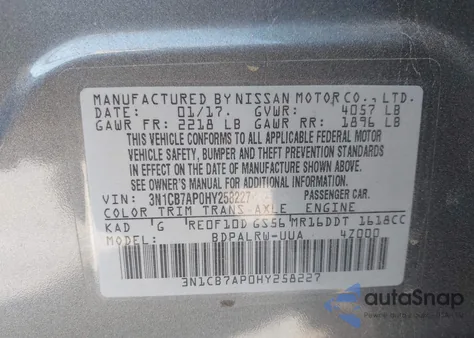 MANUFACTURED BY NISSAN MOTOR CO., LTD.
DATE: 01/17. GVWR: 4057 LB
GAWR FR: 2218 LB GAWR RR: 1896 LB
THIS VEHICLE CONFORMS TO ALL APPLICABLE FEDERAL MOTOR
VEHICLE SAFETY, BUMPER AND THEFT PREVENTION STANDARDS
IN EFFECT ON THE DATE OF MANUFACTURE SHOWN ABOVE.
SEE OWNER'S MANUAL FOR ADDITIONAL INFORMATION.
VIN: 3N1CB7AP0HY258227 PASSENGER CAR.
COLOR TRIM TRANS AXLE ENGINE
KAD 'G RE0F10D GS56 MR16DDT 1618CC
MODEL: BDPALRW-UUA 4Z000
3N1CB7AP0HY258227
autoSnap